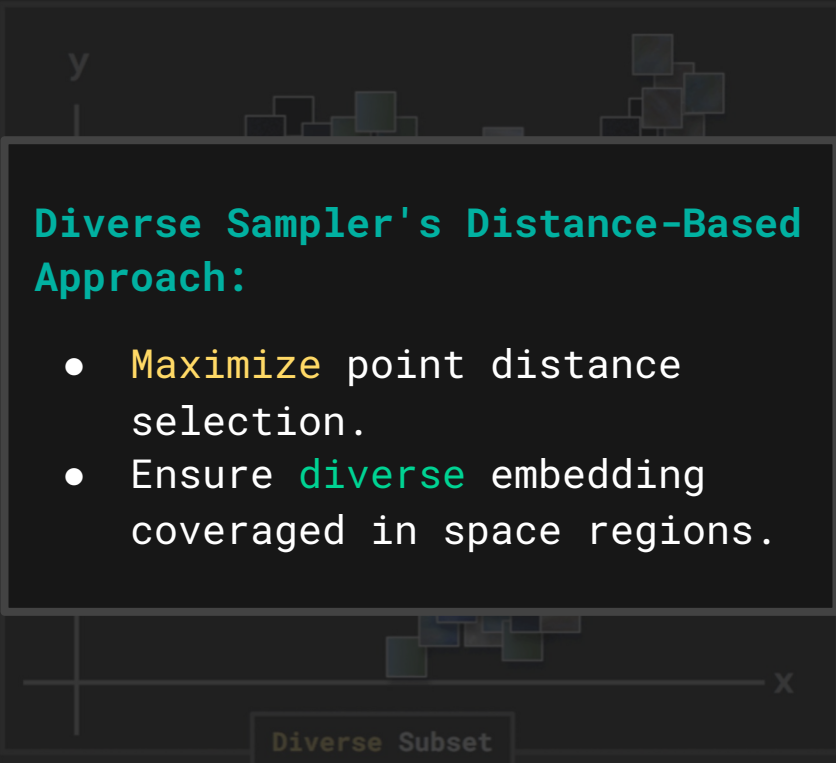 y
Diverse Sampler's Distance-Based
Approach:
● Maximize point distance
selection.
● Ensure diverse embedding
coveraged in space regions.
x
Diverse Subset